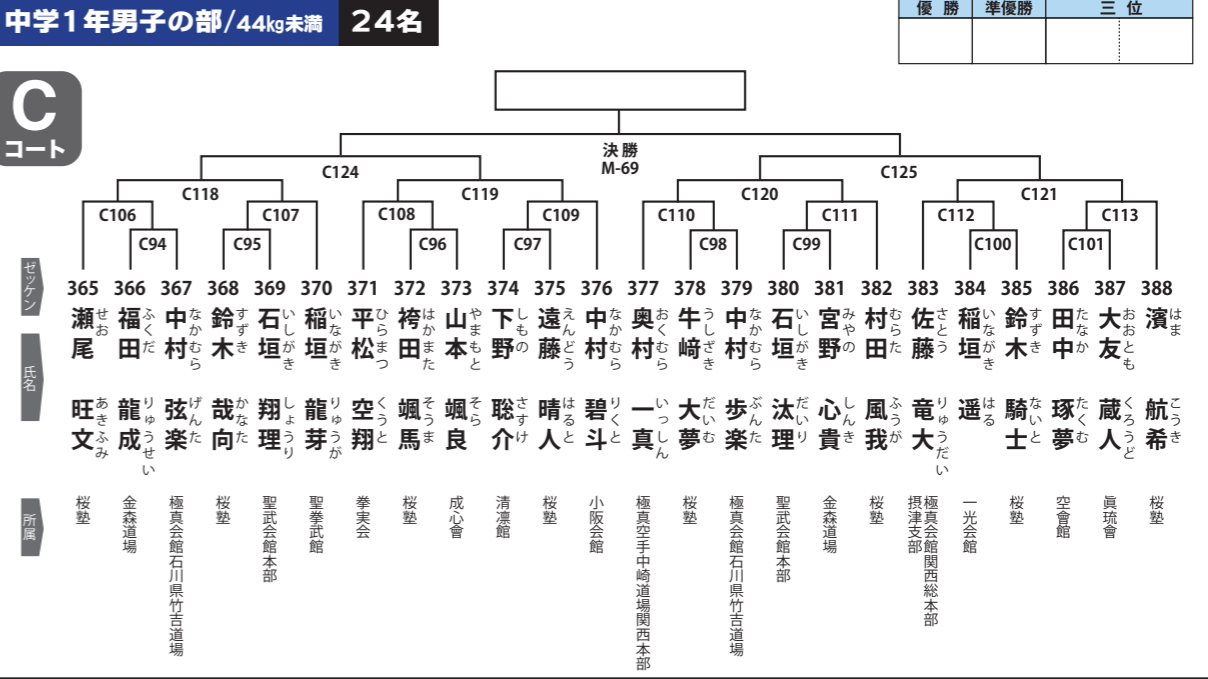 中学1年男子の部/44kg未満 24名
優勝 準優勝 三位
C
コート
決勝
M-69
C124 C125
C118 C119 C120 C121
C106 C107 C108 C109 C110 C111 C112 C113
C94 C95 C96 C97 C98 C99 C100 C101
ゼッケン
365 366 367 368 369 370 371 372 373 374 375 376 377 378 379 380 381 382 383 384 385 386 387 388
氏名
瀬尾 せお 旺文 あきふみ
福田 ふくだ 龍成 りゅうせい
中村 なかむら 弦楽 げんた
鈴木 すずき 哉向 かなた
石垣 いしがき 翔理 しょうり
稲垣 いながき 龍芽 りゅうが
平松 ひらまつ 空翔 くうと
袴田 はかまた 颯馬 そうま
山本 やまもと 颯良 そら
下野 しもの 聡介 さすけ
遠藤 えんどう 晴人 はると
中村 なかむら 碧斗 りくと
奥村 おくむら 一真 いっしん
牛﨑 うしざき 大夢 だいむ
中村 なかむら 歩楽 ぶんた
石垣 いしがき 汰理 だいり
宮野 みやの 心貴 しんき
村田 むらた 風我 ふうが
佐藤 さとう 竜大 りゅうだい
稲垣 いながき 遥 はる
鈴木 すずき 騎士 ないと
田中 たなか 琢夢 たくむ
大友 おおとも 蔵人 くろうど
濱 はま 航希 こうき
所属
桜塾
金森道場
極真会館石川県竹吉道場
桜塾
聖武会館本部
聖拳武館
拳実会
桜塾
成心會
清凛館
桜塾
小阪会館
極真空手中崎道場関西本部
桜塾
極真会館石川県竹吉道場
聖武会館本部
金森道場
桜塾
極真会館関西総本部
摂津支部
一光会館
桜塾
空會館
眞琉會
桜塾